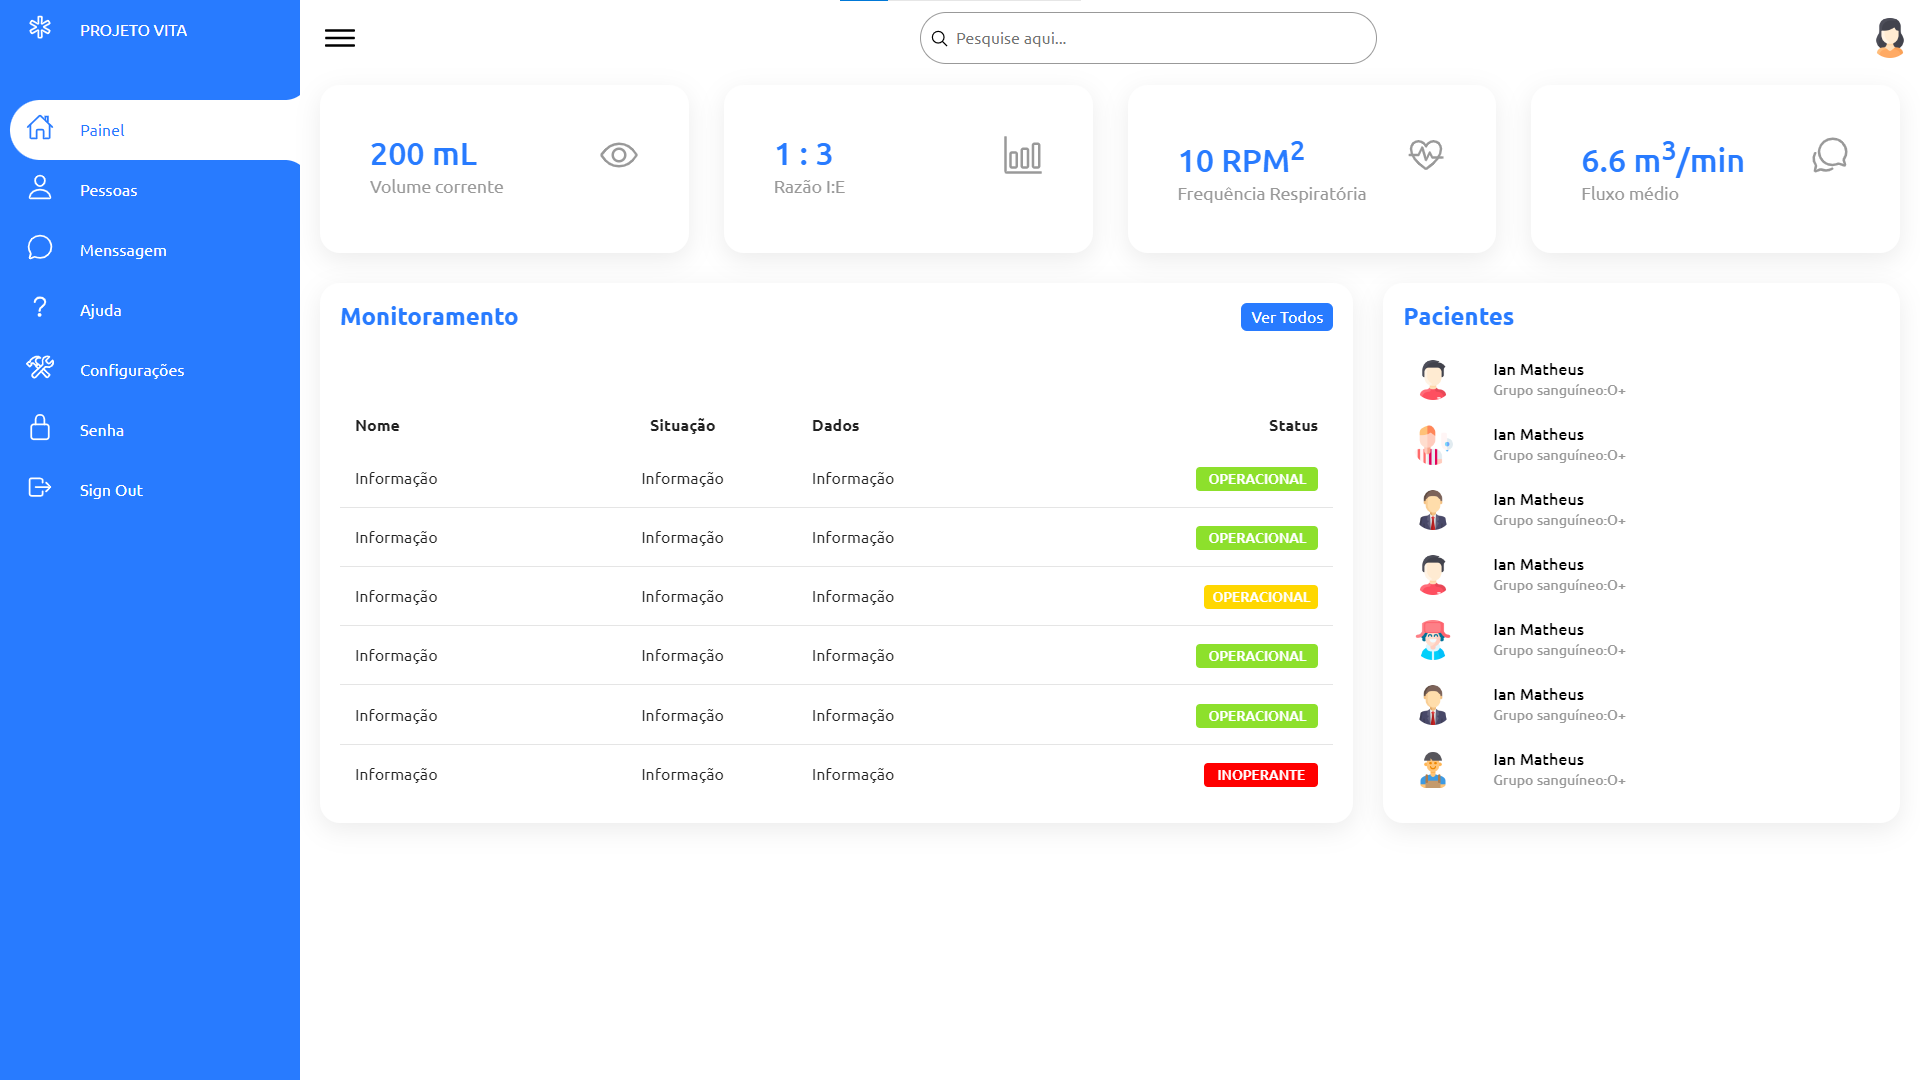 PROJETO VITA
Painel
Pessoas
Menssagem
Ajuda
Configurações
Senha
Sign Out
Pesquise aqui...
200 mL
Volume corrente
1 : 3
Razão I:E
10 RPM²
Frequência Respiratória
6.6 m³/min
Fluxo médio
Monitoramento
Ver Todos
Nome Situação Dados Status
Informação Informação Informação OPERACIONAL
Informação Informação Informação OPERACIONAL
Informação Informação Informação OPERACIONAL
Informação Informação Informação OPERACIONAL
Informação Informação Informação OPERACIONAL
Informação Informação Informação INOPERANTE
Pacientes
Ian Matheus
Grupo sanguíneo:O+
Ian Matheus
Grupo sanguíneo:O+
Ian Matheus
Grupo sanguíneo:O+
Ian Matheus
Grupo sanguíneo:O+
Ian Matheus
Grupo sanguíneo:O+
Ian Matheus
Grupo sanguíneo:O+
Ian Matheus
Grupo sanguíneo:O+